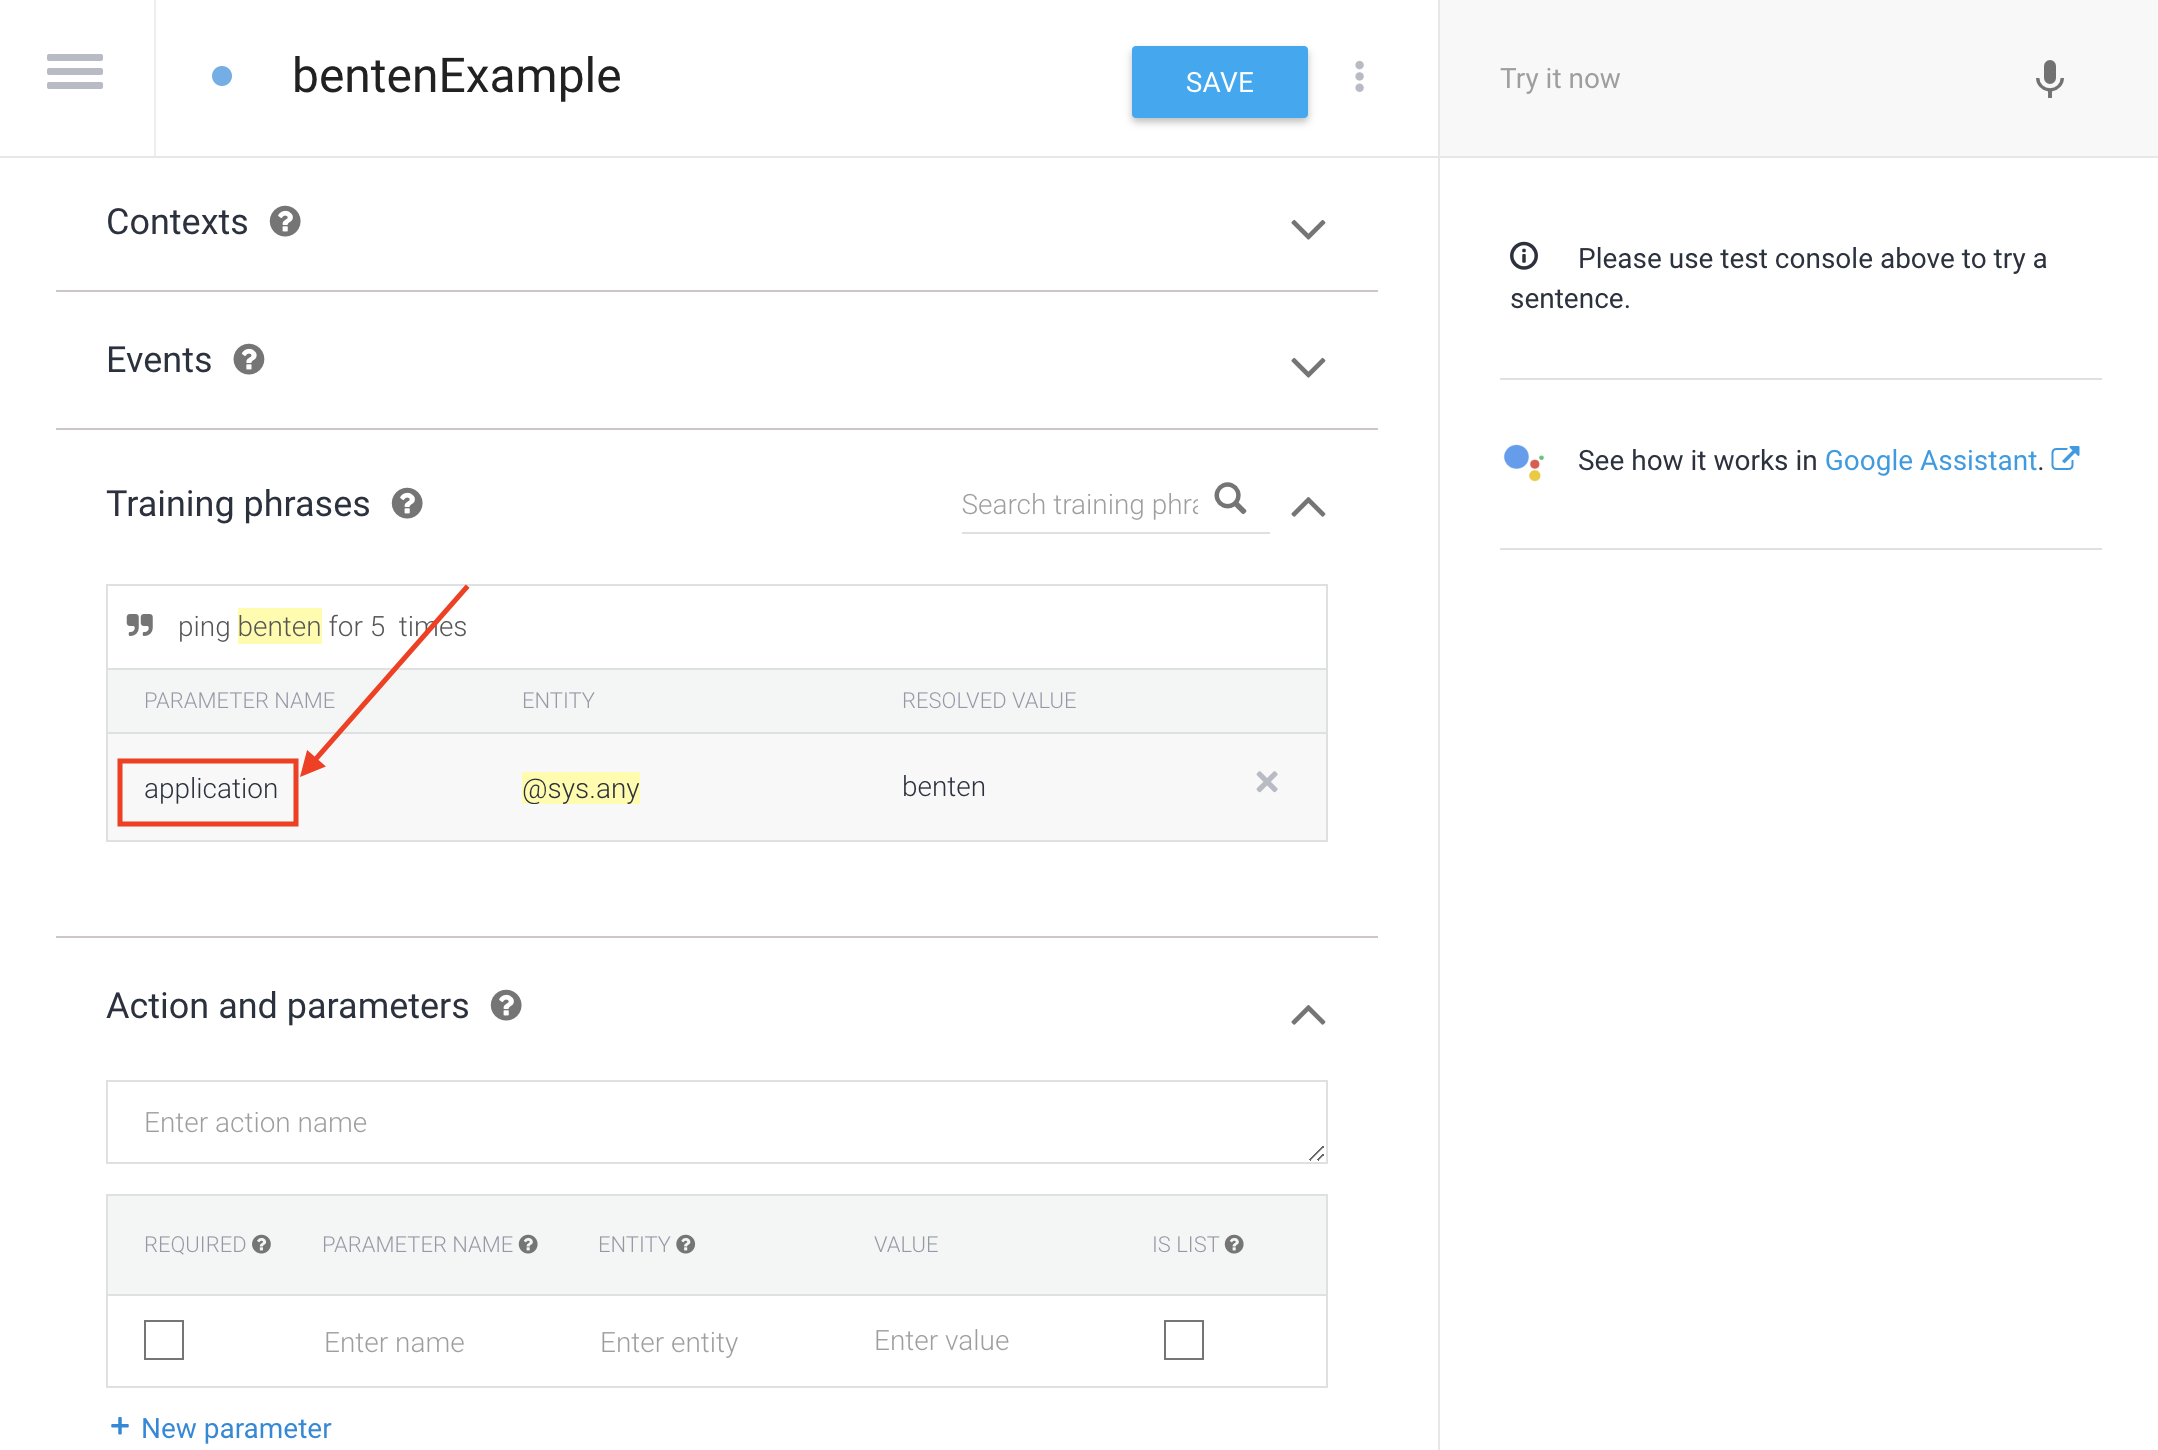 bentenExample
SAVE
Try it now
Contexts ?
Please use test console above to try a
sentence.
Events ?
See how it works in Google Assistant.
Training phrases ?
Search training phra
ping benten for 5 times
PARAMETER NAME ENTITY RESOLVED VALUE
application @sys.any benten
Action and parameters ?
Enter action name
REQUIRED ? PARAMETER NAME ? ENTITY ? VALUE IS LIST ?
Enter name Enter entity Enter value
+ New parameter